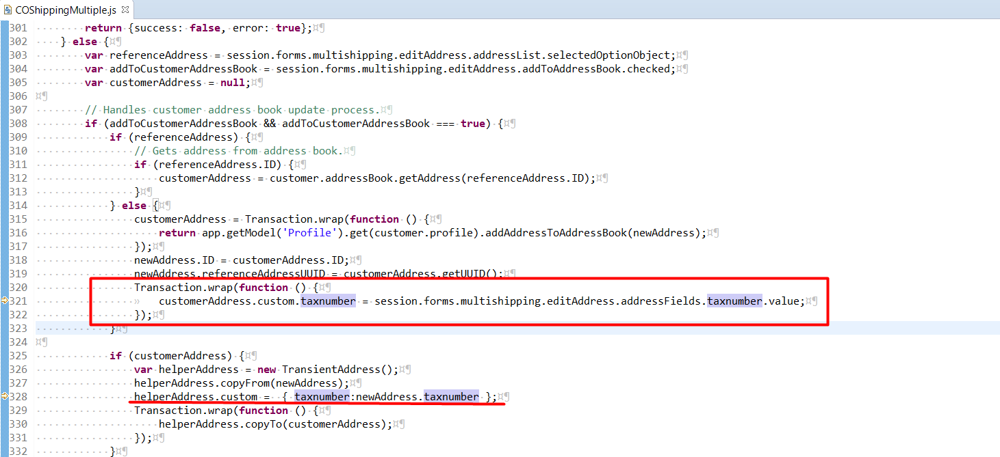 COShippingMultiple.js
301 return {success: false, error: true};
302 } else {
303 var referenceAddress = session.forms.multishipping.editAddress.addressList.selectedOptionObject;
304 var addToCustomerAddressBook = session.forms.multishipping.editAddress.addToAddressBook.checked;
305 var customerAddress = null;
306
307 // Handles customer address book update process.
308 if (addToCustomerAddressBook && addToCustomerAddressBook === true) {
309 if (referenceAddress) {
310 // Gets address from address book.
311 if (referenceAddress.ID) {
312 customerAddress = customer.addressBook.getAddress(referenceAddress.ID);
313 }
314 } else {
315 customerAddress = Transaction.wrap(function () {
316 return app.getModel('Profile').get(customer.profile).addAddressToAddressBook(newAddress);
317 });
318 newAddress.ID = customerAddress.ID;
319 newAddress.referenceAddressUUID = customerAddress.getUUID();
320 Transaction.wrap(function () {
321 customerAddress.custom.taxnumber = session.forms.multishipping.editAddress.addressFields.taxnumber.value;
322 });
323 }
324
325 if (customerAddress) {
326 var helperAddress = new TransientAddress();
327 helperAddress.copyFrom(newAddress);
328 helperAddress.custom = { taxnumber:newAddress.taxnumber };
329 Transaction.wrap(function () {
330 helperAddress.copyTo(customerAddress);
331 });
332 }